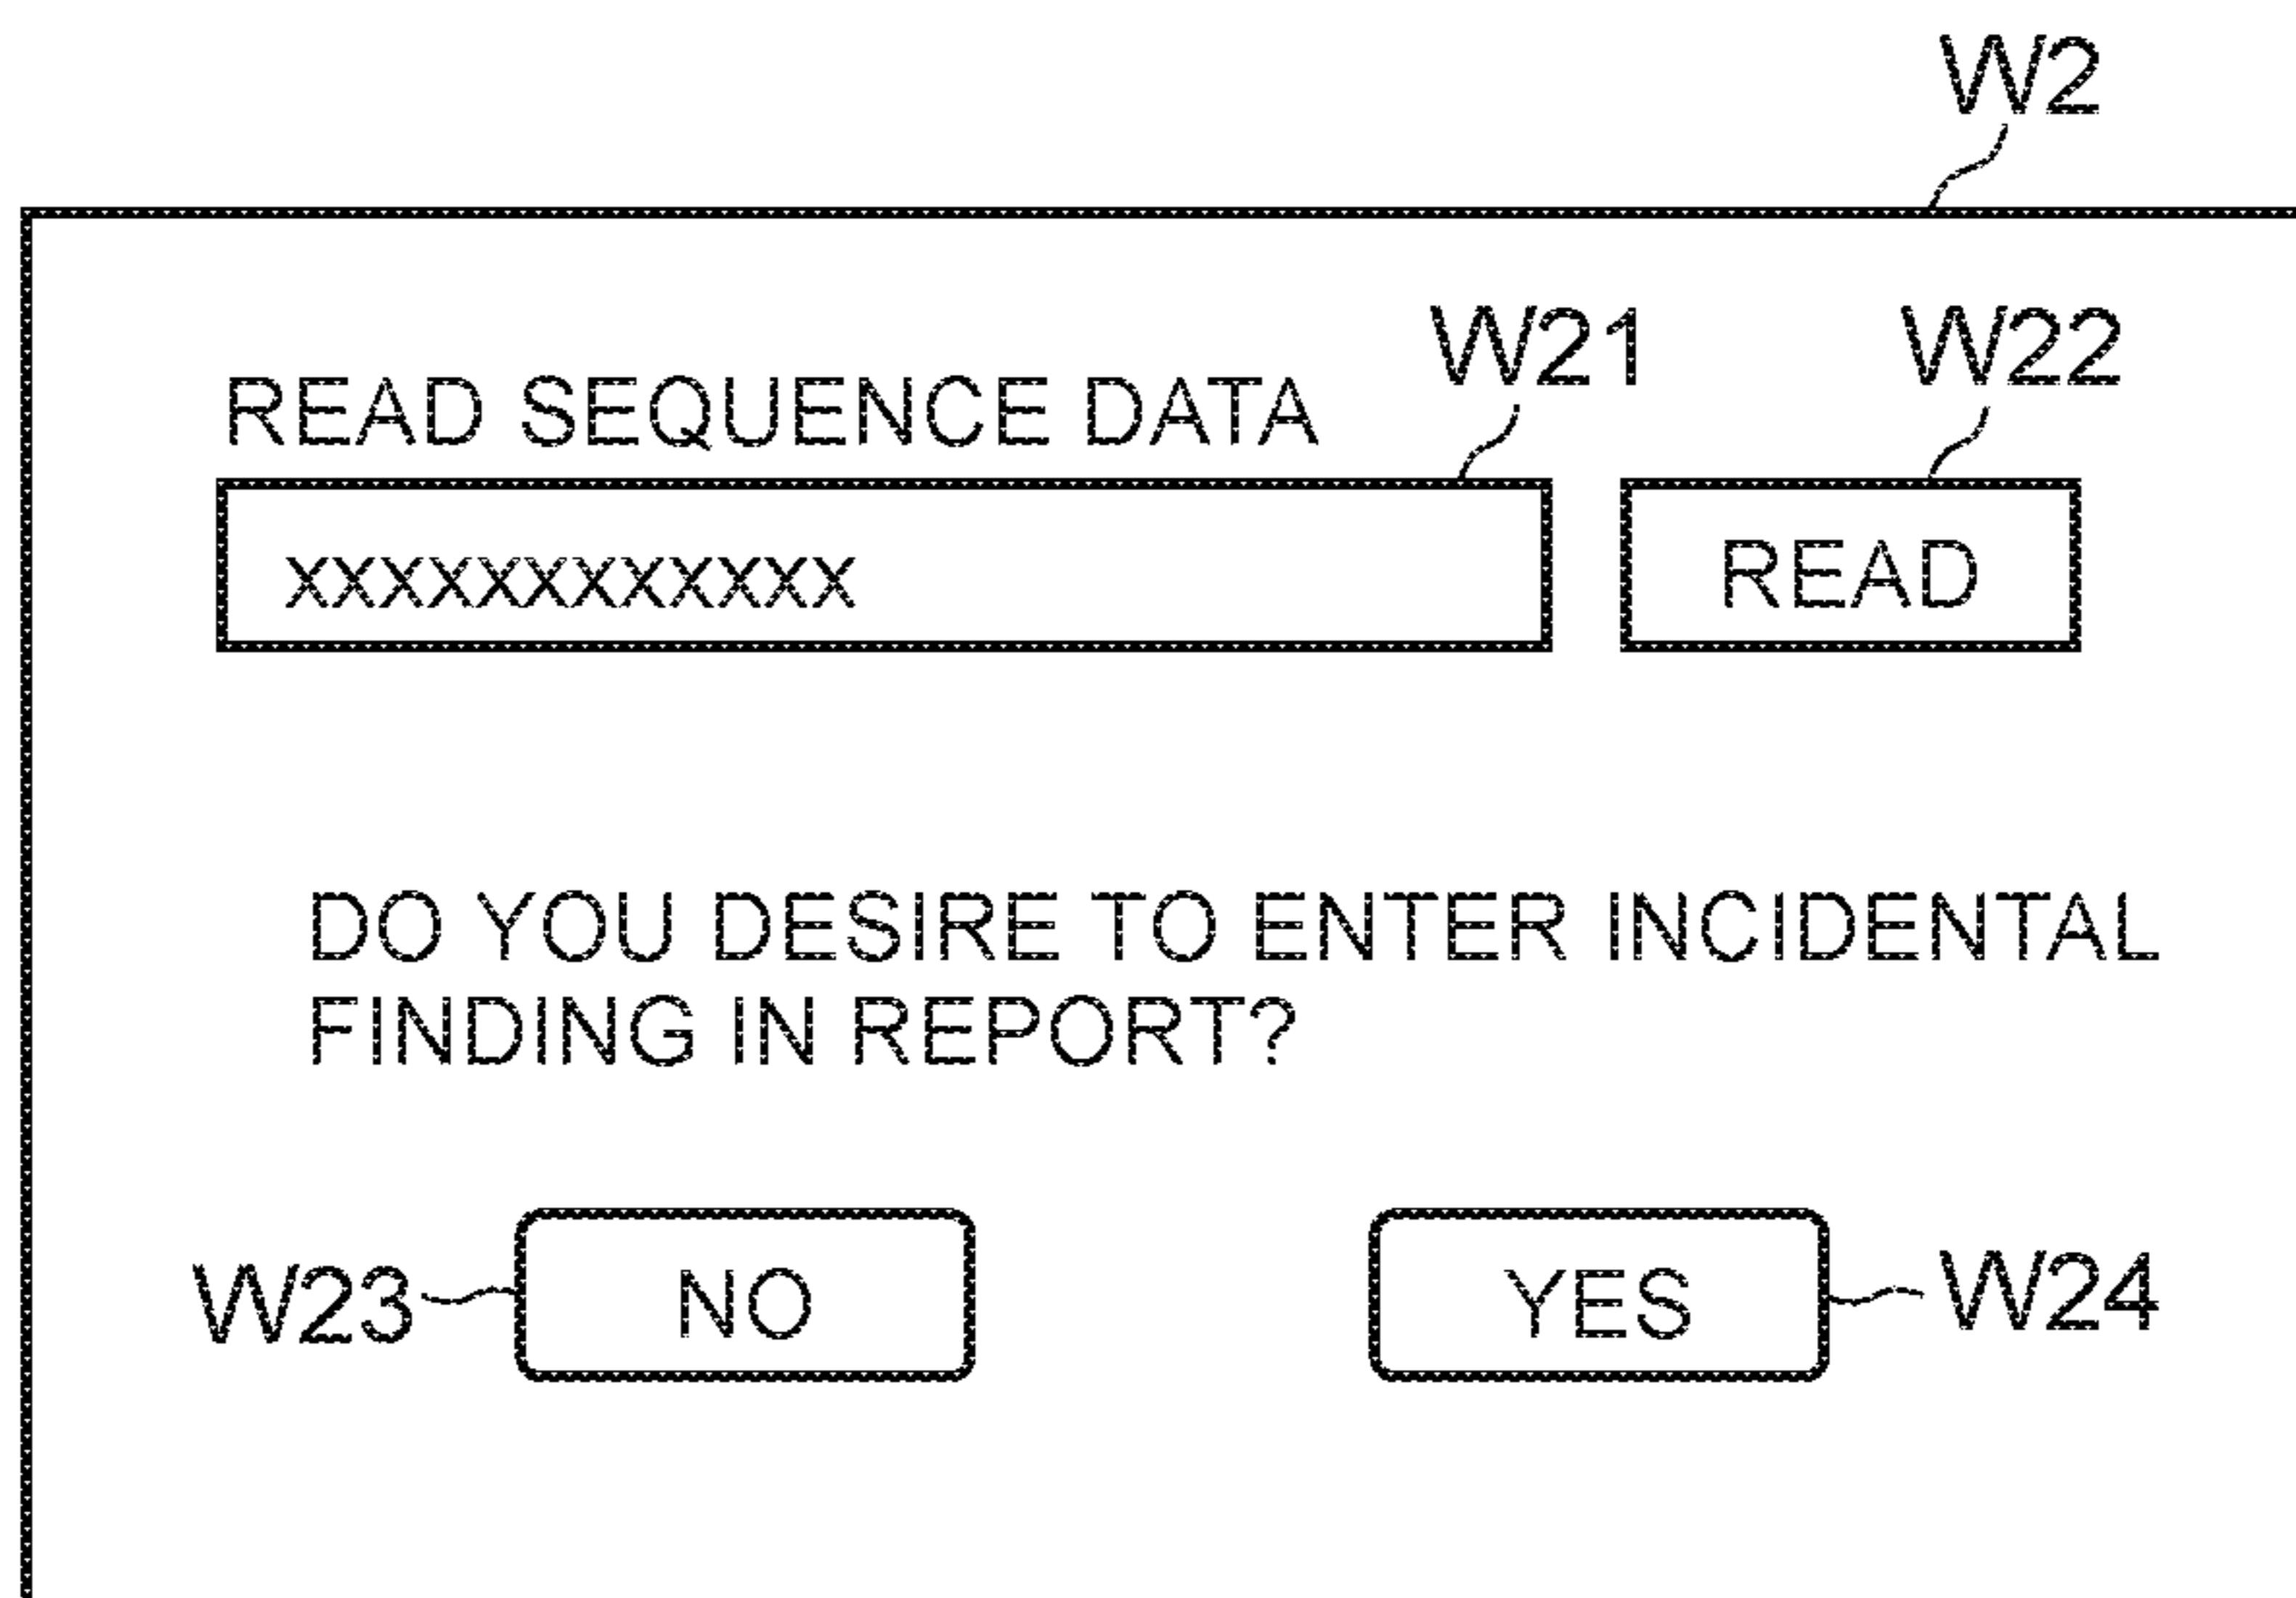 W2
W21 W22
READ SEQUENCE DATA
XXXXXXXXXXXX READ
DO YOU DESIRE TO ENTER INCIDENTAL
FINDING IN REPORT?
W23 NO YES W24